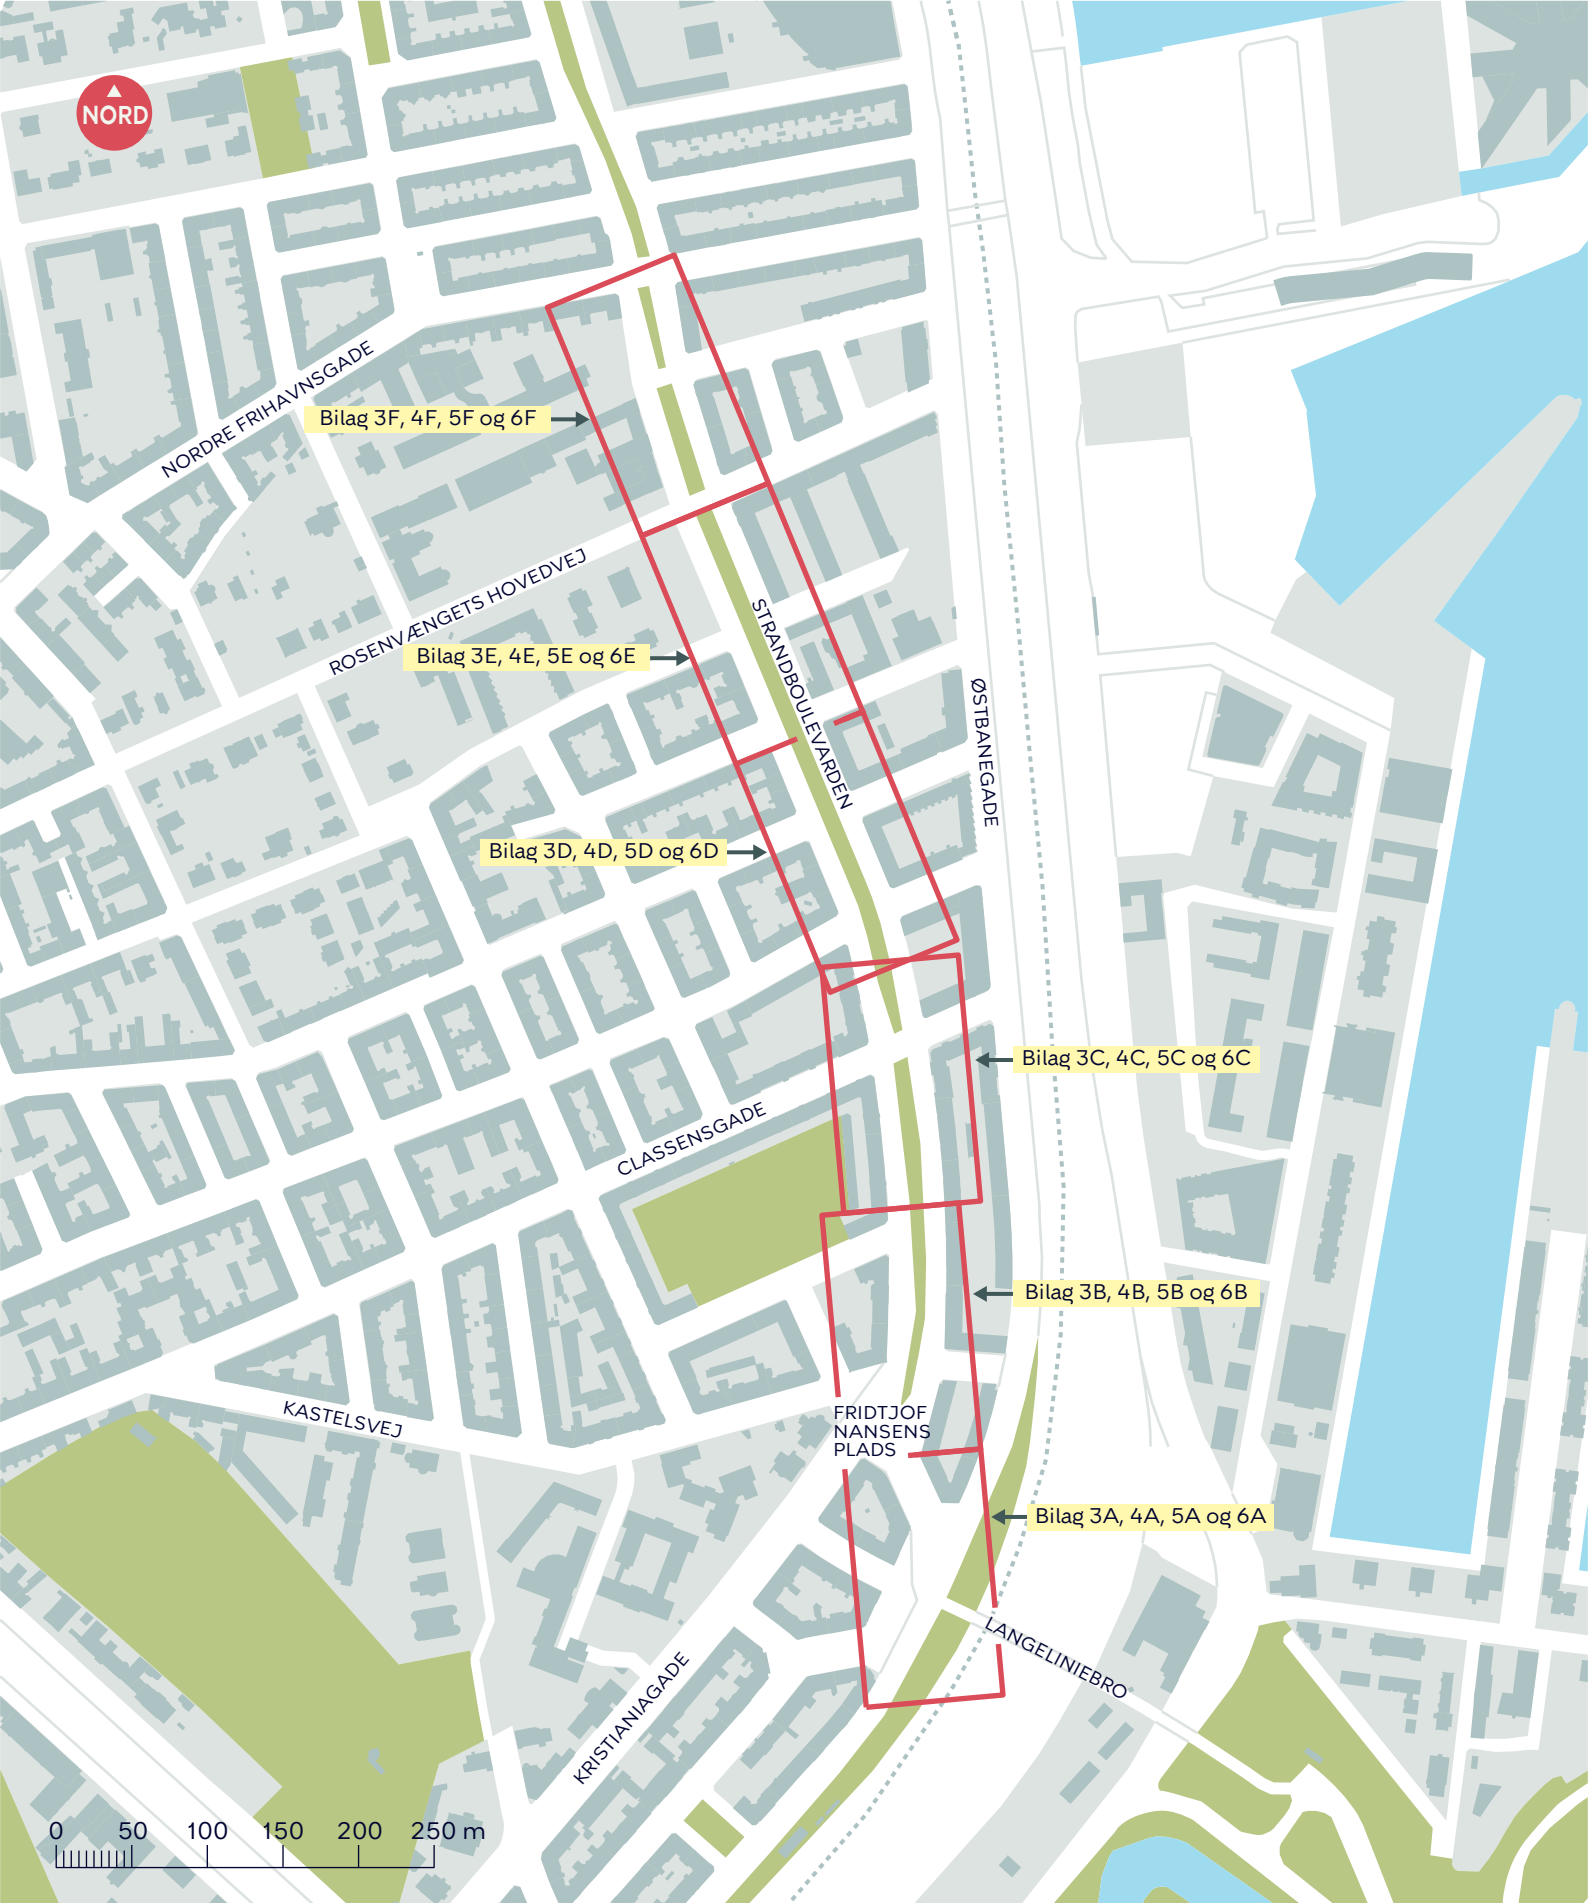 NORD
NORDRE FRIHAVNSGADE
Bilag 3F, 4F, 5F og 6F
ROSENVÆNGETS HOVEDVEJ
STRANDBOULEVARDEN
Bilag 3E, 4E, 5E og 6E
ØSTBANEGADE
Bilag 3D, 4D, 5D og 6D
Bilag 3C, 4C, 5C og 6C
CLASSENSGADE
Bilag 3B, 4B, 5B og 6B
KASTELSVEJ
FRIDTJOF
NANSENS
PLADS
Bilag 3A, 4A, 5A og 6A
LANGELINIEBRO
KRISTIANIAGADE
0 50 100 150 200 250 m